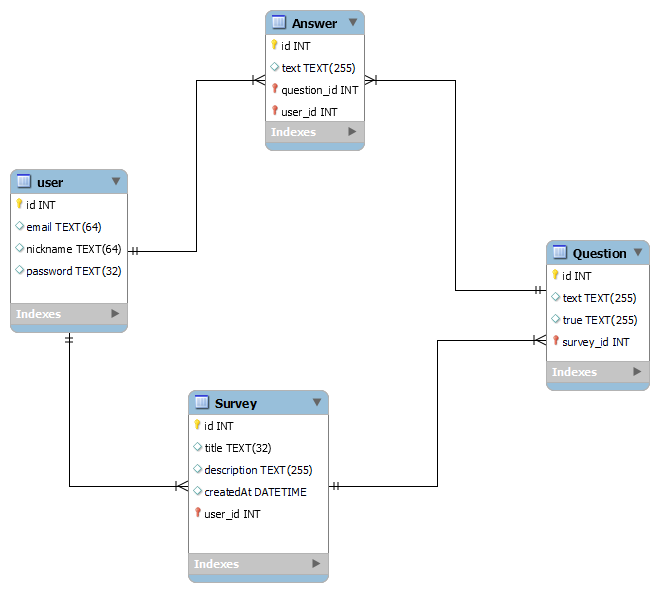 Answer
id INT
text TEXT(255)
question_id INT
user_id INT
Indexes
user
id INT
email TEXT(64)
nickname TEXT(64)
password TEXT(32)
Indexes
Question
id INT
text TEXT(255)
true TEXT(255)
survey_id INT
Indexes
Survey
id INT
title TEXT(32)
description TEXT(255)
createdAt DATETIME
user_id INT
Indexes